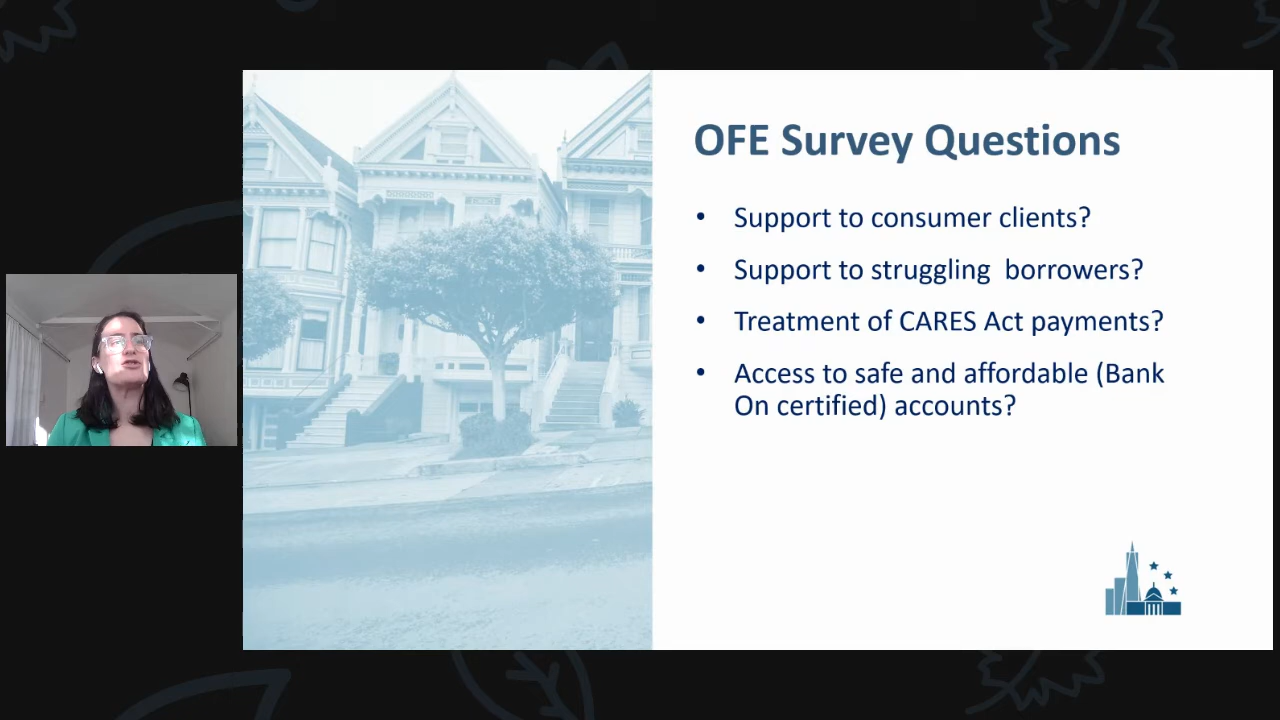 OFE Survey Questions
• Support to consumer clients?
• Support to struggling  borrowers?
• Treatment of CARES Act payments?
• Access to safe and affordable (Bank
On certified) accounts?